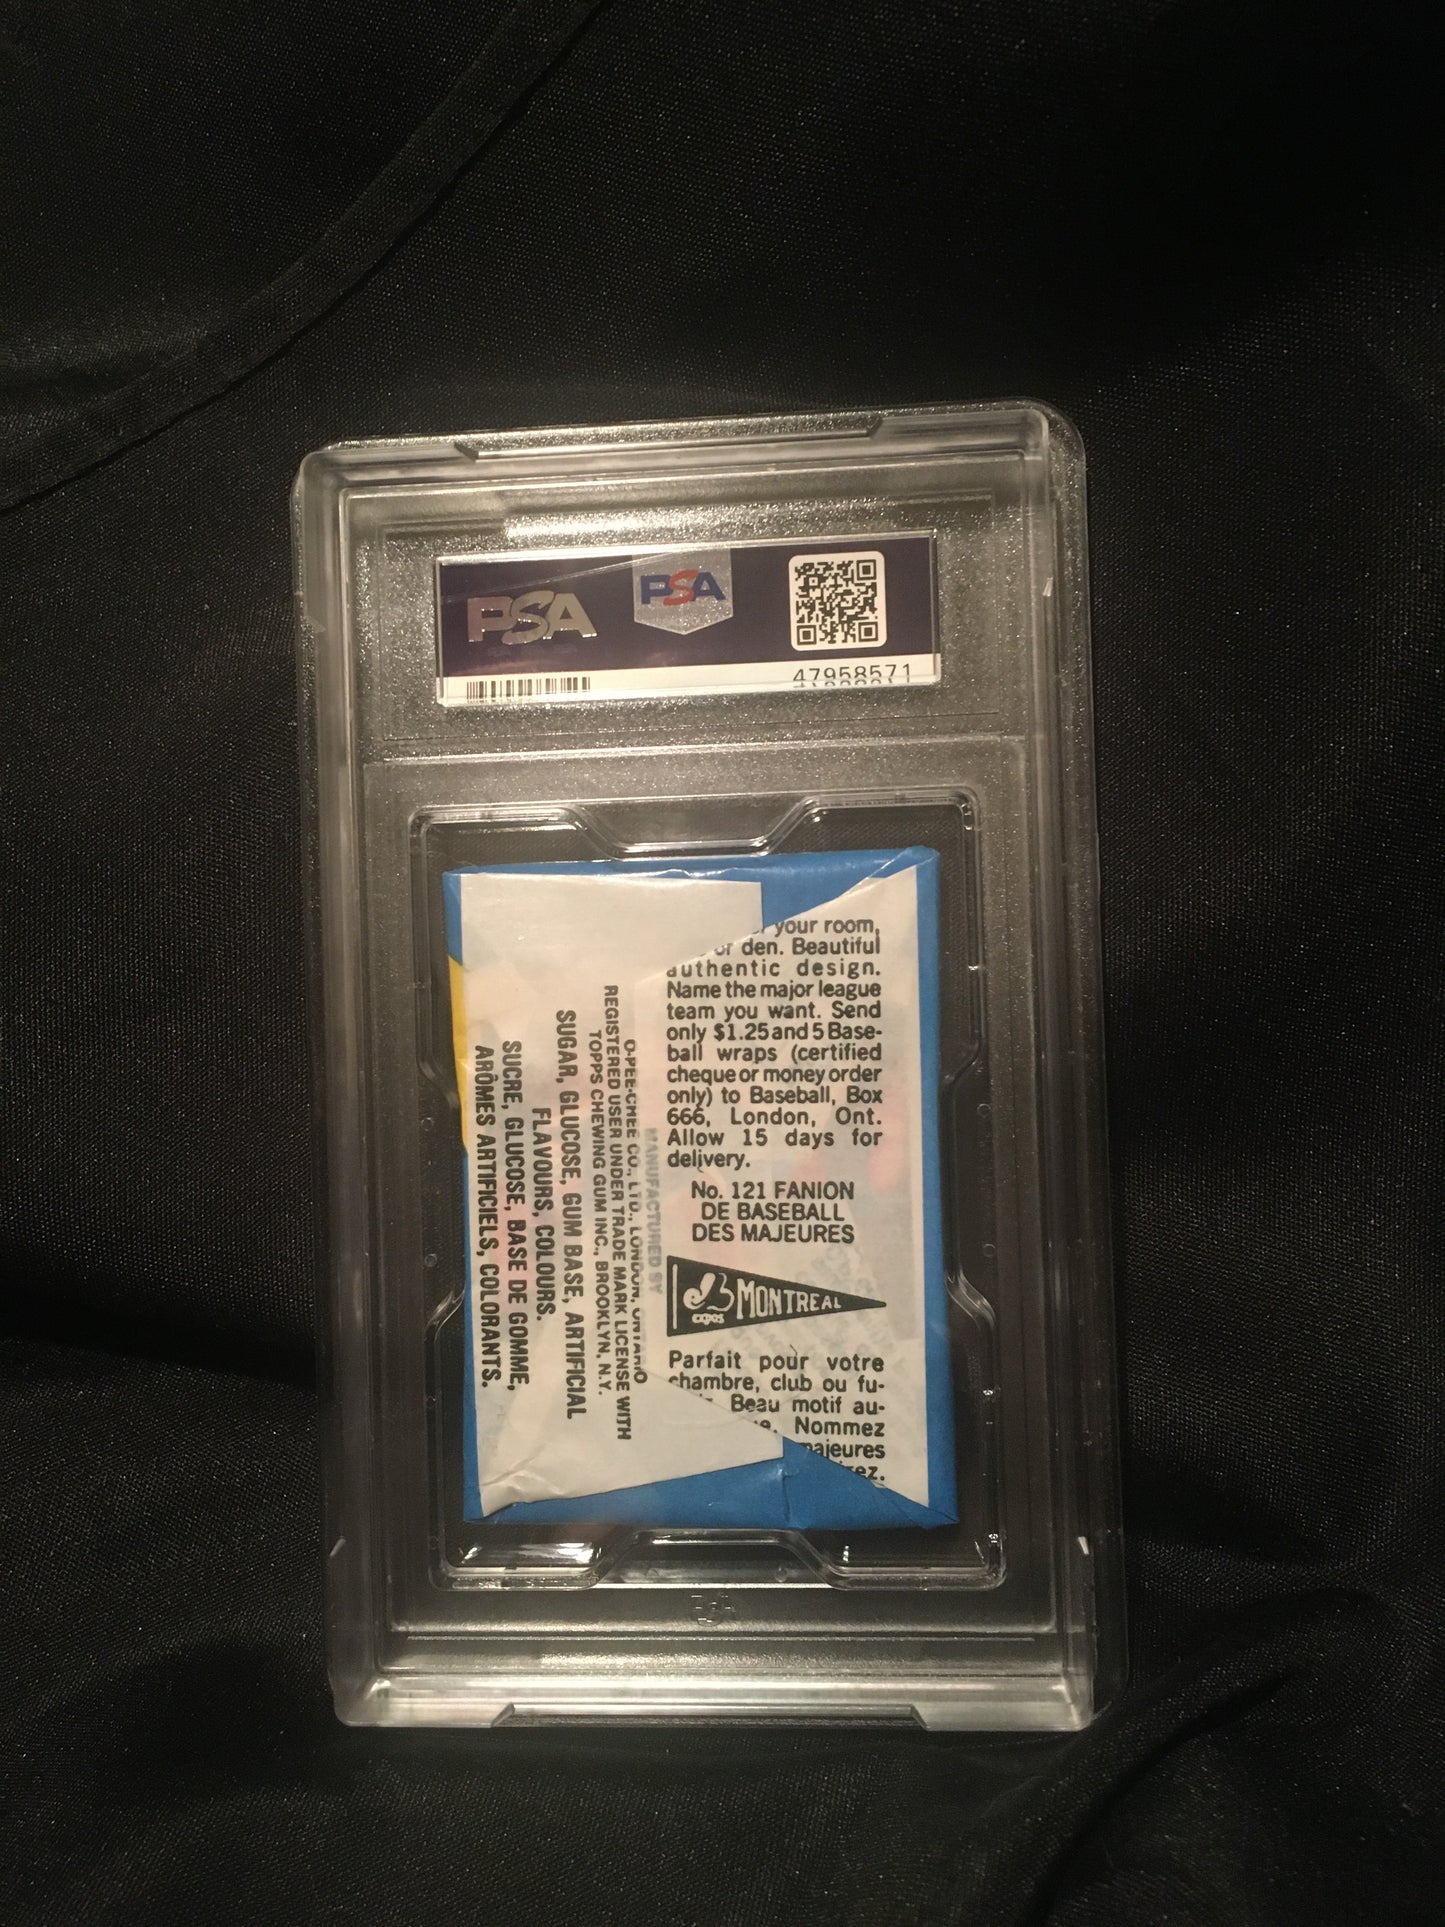 PSA
PSA
47958571
your room,
or den. Beautiful
authentic design.
Name the major league
team you want. Send
only $1.25 and 5 Base-
ball wraps (certified
cheque or money order
only) to Baseball, Box
666, London, Ont.
Allow 15 days for
delivery.
No. 121 FANION
DE BASEBALL
DES MAJEURES
expos
MONTREAL
Parfait pour votre
chambre, club ou fu-
Beau motif au-
Nommez
majeures
MANUFACTURED BY
O-PEE-CHEE CO., LTD., LONDON, ONTARIO
REGISTERED USER UNDER TRADE MARK LICENSE WITH
TOPPS CHEWING GUM INC., BROOKLYN, N.Y.
SUGAR, GLUCOSE, GUM BASE, ARTIFICIAL
FLAVOURS, COLOURS.
SUCRE, GLUCOSE, BASE DE GOMME,
ARÔMES ARTIFICIELS, COLORANTS.
PSA